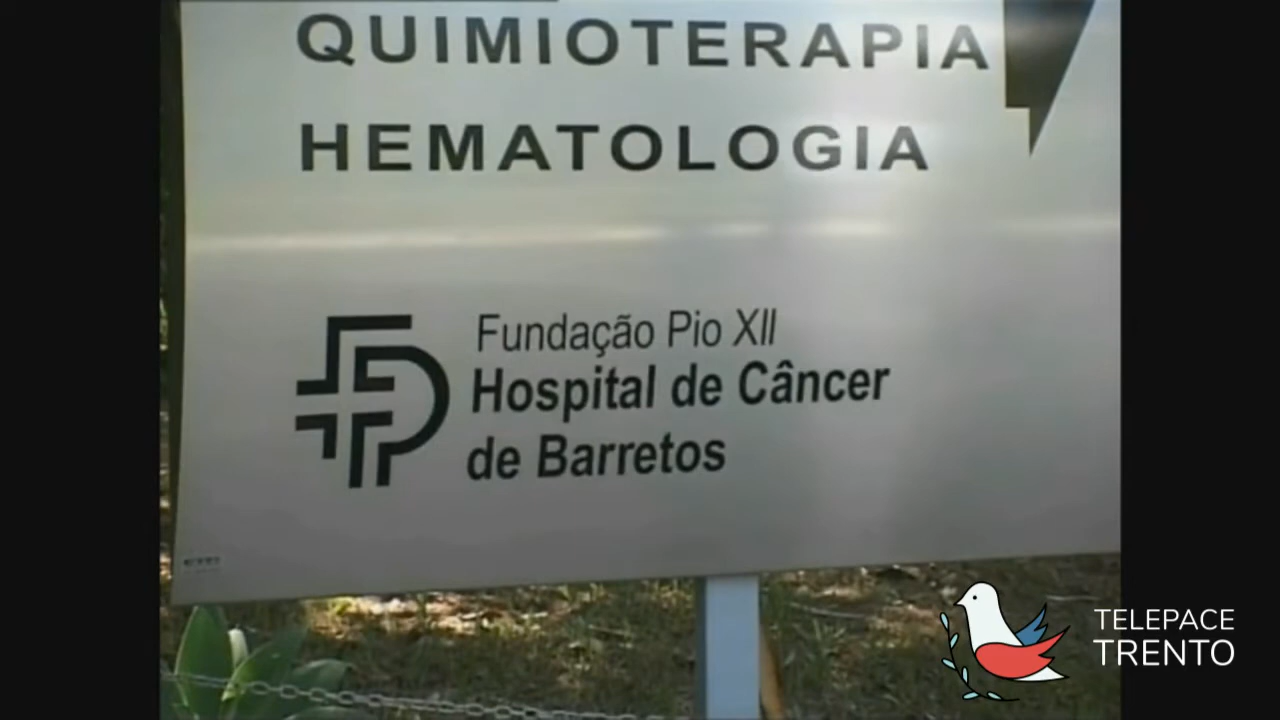 QUIMIOTERAPIA
HEMATOLOGIA
Fundação Pio XII
Hospital de Câncer
de Barretos
TELEPACE
TRENTO